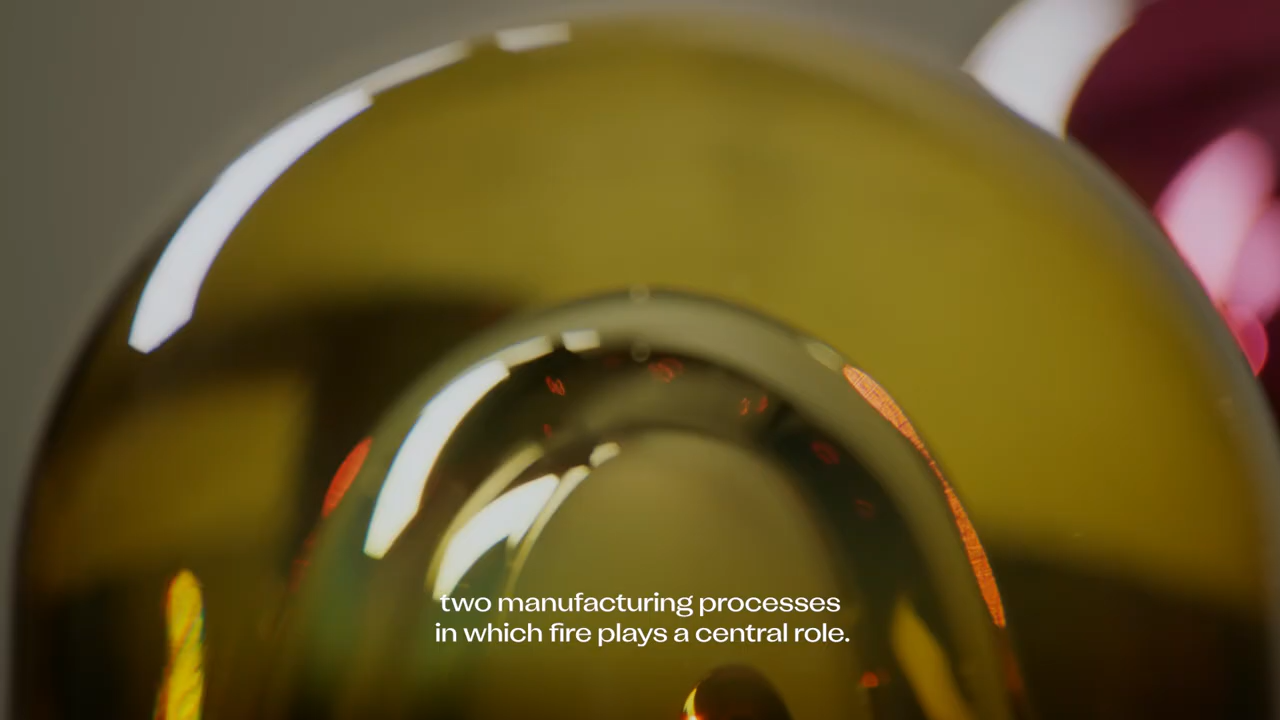 two manufacturing processes
in which fire plays a central role.